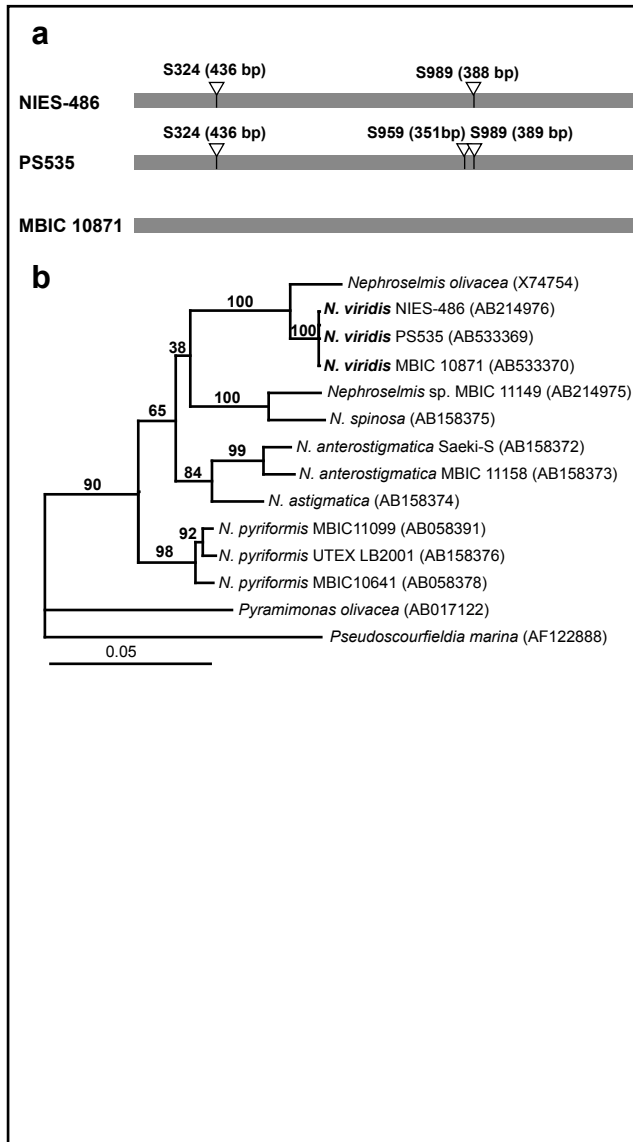 a
S324 (436 bp) S989 (388 bp)
NIES-486
S324 (436 bp) S959 (351bp) S989 (389 bp)
PS535
MBIC 10871
b
Nephroselmis olivacea (X74754)
100
N. viridis NIES-486 (AB214976)
100 N. viridis PS535 (AB533369)
38
N. viridis MBIC 10871 (AB533370)
Nephroselmis sp. MBIC 11149 (AB214975)
100
65
N. spinosa (AB158375)
99 N. anterostigmatica Saeki-S (AB158372)
84 N. anterostigmatica MBIC 11158 (AB158373)
90
N. astigmatica (AB158374)
92 N. pyriformis MBIC11099 (AB058391)
98 N. pyriformis UTEX LB2001 (AB158376)
N. pyriformis MBIC10641 (AB058378)
Pyramimonas olivacea (AB017122)
Pseudoscourfieldia marina (AF122888)
0.05